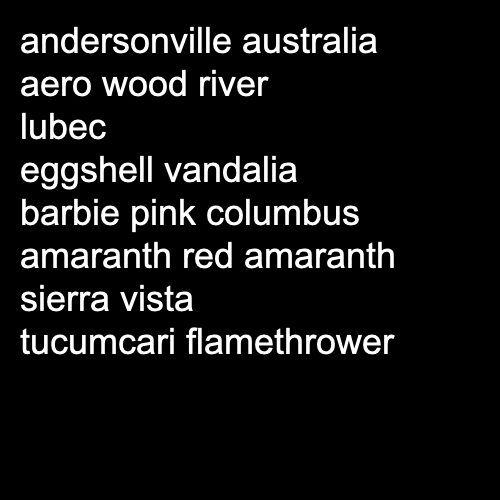 andersonville australia
aero wood river
lubec
eggshell vandalia
barbie pink columbus
amaranth red amaranth
sierra vista
tucumcari flamethrower